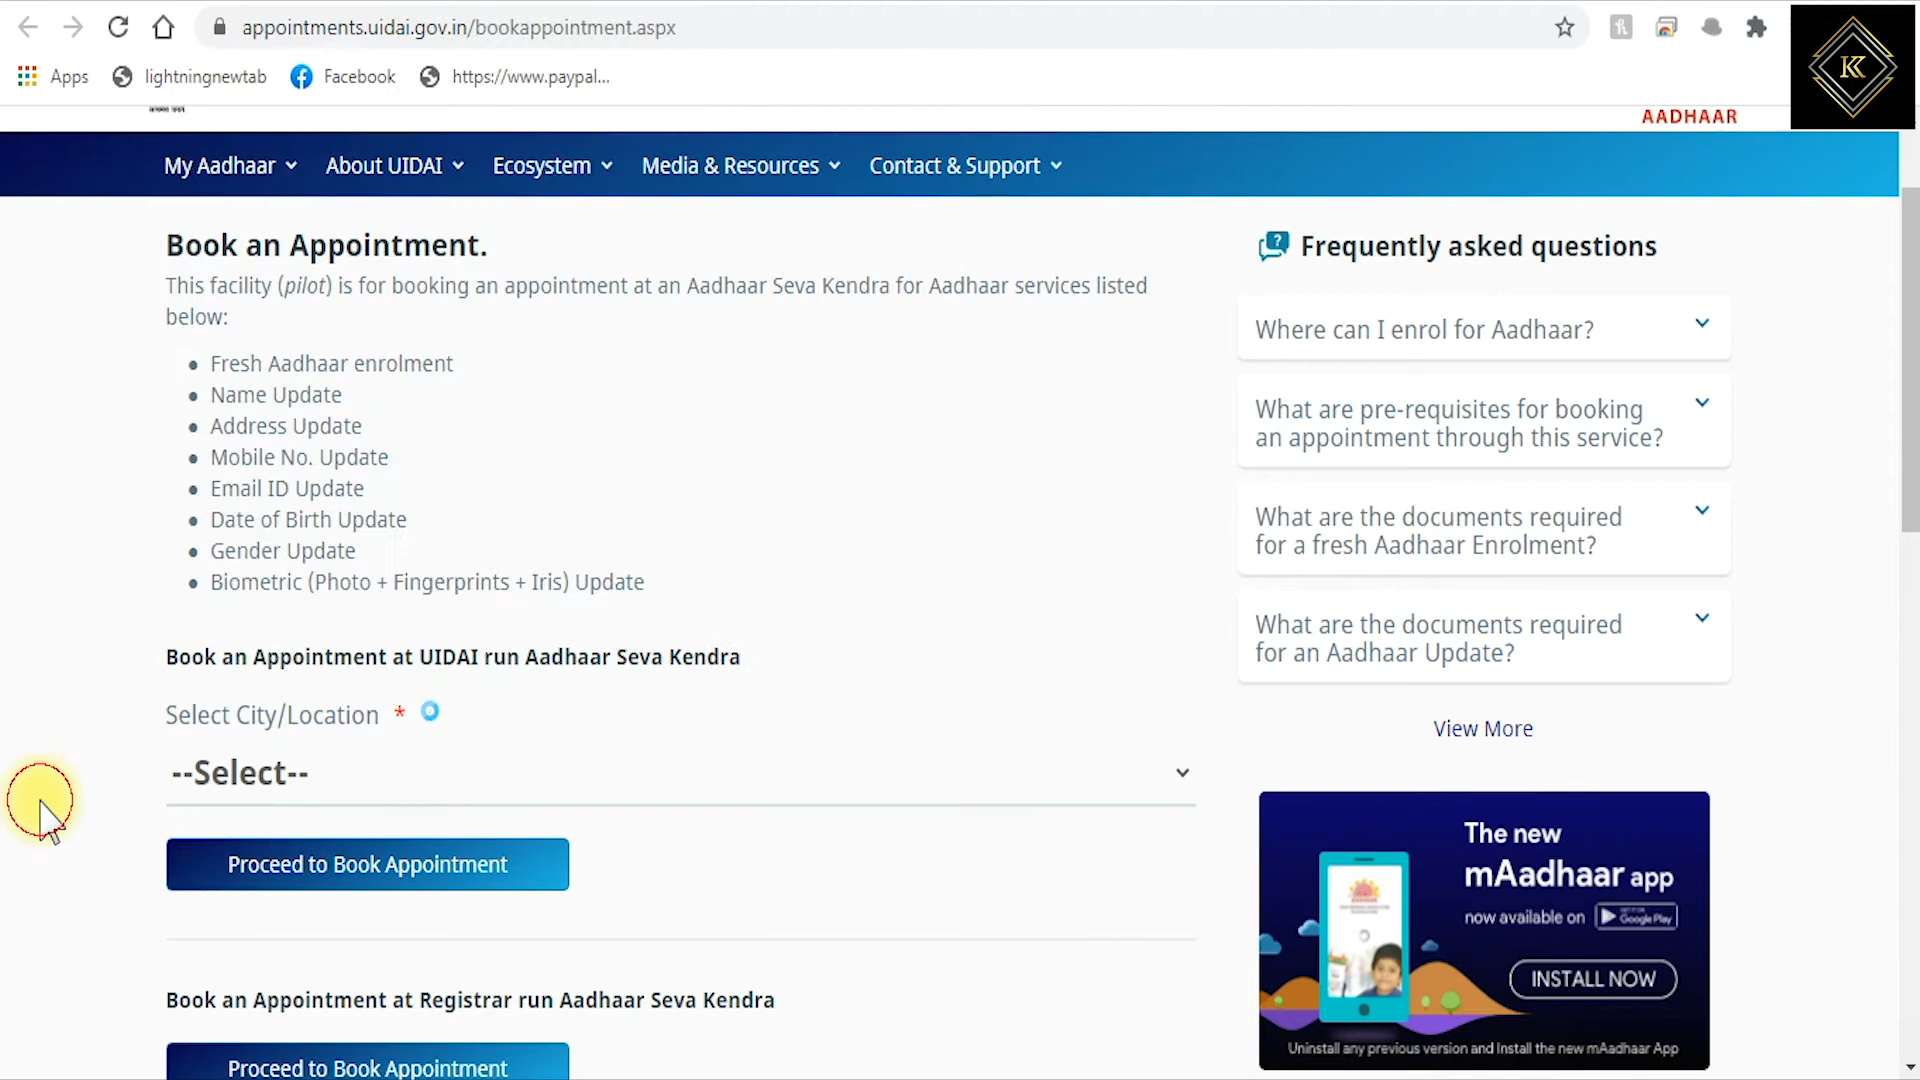 appointments.uidai.gov.in/bookappointment.aspx
Apps
lightningnewtab
Facebook
https://www.paypal...
KK
AADHAAR
My Aadhaar
About UIDAI
Ecosystem
Media & Resources
Contact & Support
Book an Appointment.
This facility (pilot) is for booking an appointment at an Aadhaar Seva Kendra for Aadhaar services listed
below:
Fresh Aadhaar enrolment
Name Update
Address Update
Mobile No. Update
Email ID Update
Date of Birth Update
Gender Update
Biometric (Photo + Fingerprints + Iris) Update
Book an Appointment at UIDAI run Aadhaar Seva Kendra
Select City/Location *
--Select--
Proceed to Book Appointment
Book an Appointment at Registrar run Aadhaar Seva Kendra
Proceed to Book Appointment
Frequently asked questions
Where can I enrol for Aadhaar?
What are pre-requisites for booking
an appointment through this service?
What are the documents required
for a fresh Aadhaar Enrolment?
What are the documents required
for an Aadhaar Update?
View More
The new
mAadhaar app
now available on
GET IT ON
Google Play
INSTALL NOW
Uninstall any previous version and Install the new mAadhaar App